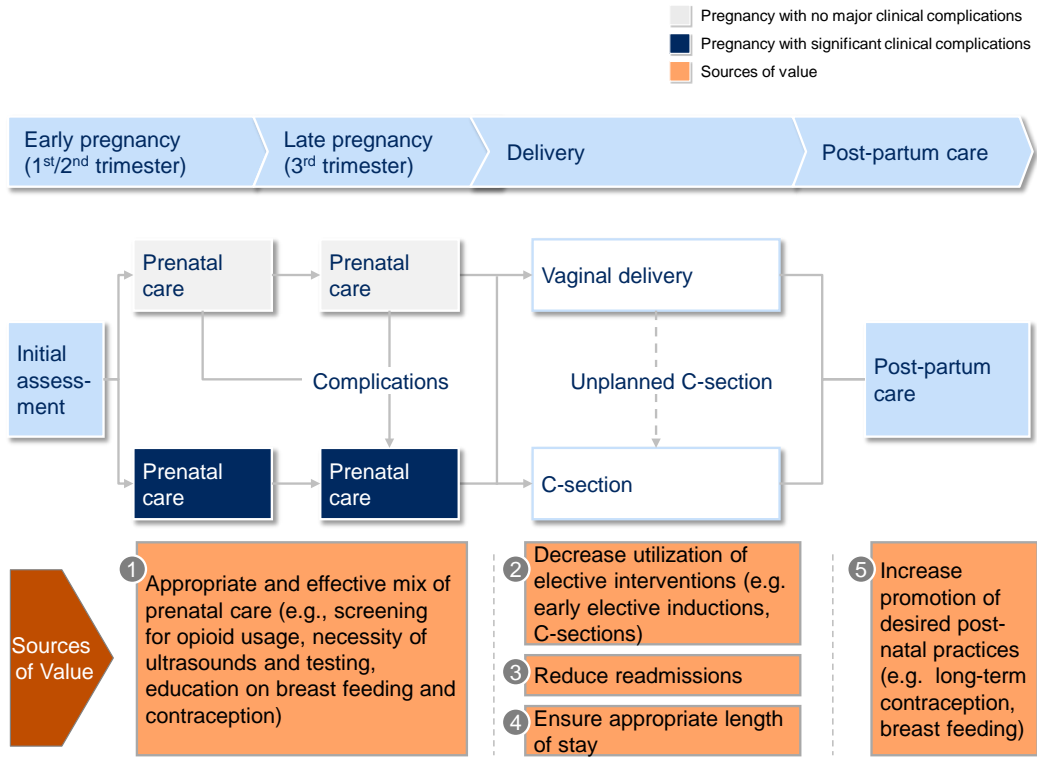 Pregnancy with no major clinical complications
Pregnancy with significant clinical complications
Sources of value
Early pregnancy
(1st/2nd trimester)
Late pregnancy
(3rd trimester)
Delivery
Post-partum care
Prenatal
care
Prenatal
care
Vaginal delivery
Initial
assess-
ment
Complications
Unplanned C-section
Post-partum
care
Prenatal
care
Prenatal
care
C-section
Sources
of Value
1
Appropriate and effective mix of
prenatal care (e.g., screening
for opioid usage, necessity of
ultrasounds and testing,
education on breast feeding and
contraception)
2
Decrease utilization of
elective interventions (e.g.
early elective inductions,
C-sections)
3
Reduce readmissions
4
Ensure appropriate length
of stay
5
Increase
promotion of
desired post-
natal practices
(e.g. long-term
contraception,
breast feeding)